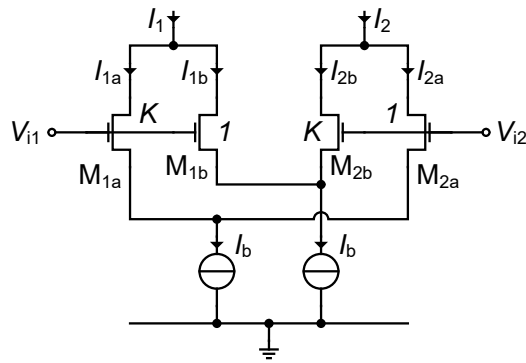 I1 I2
I1a I1b I2b I2a
Vi1 K 1 K 1 Vi2
M1a M1b M2b M2a
Ib Ib